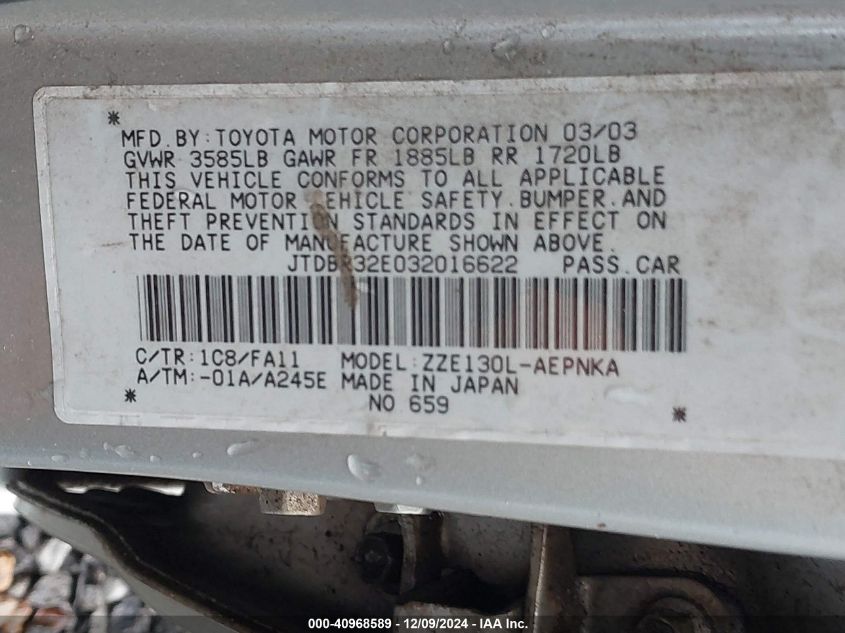 *
MFD.BY:TOYOTA MOTOR CORPORATION 03/03
GVWR 3585LB GAWR FR 1885LB RR 1720LB
THIS VEHICLE CONFORMS TO ALL APPLICABLE
FEDERAL MOTOR VEHICLE SAFETY.BUMPER.AND
THEFT PREVENTION STANDARDS IN EFFECT ON
THE DATE OF MANUFACTURE SHOWN ABOVE.
PASS.CAR
C/TR:1C8/FA11 MODEL:ZZE130L-AEPNKA
A/TM:-01A/A245E MADE IN JAPAN
* NO 659 *
000-40968589 - 12/09/2024 - IAA Inc.